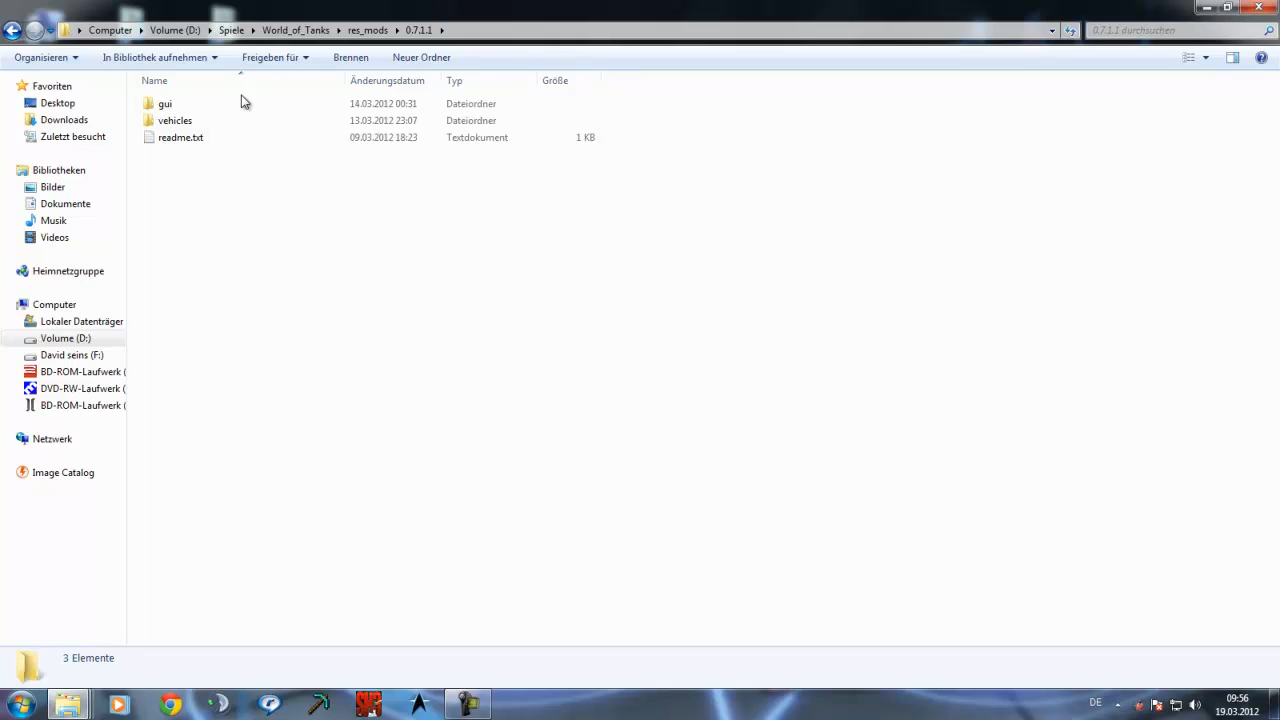 Computer Volume (D:) Spiele World_of_Tanks res_mods 0.7.1.1
0.7.1.1 durchsuchen
Organisieren In Bibliothek aufnehmen Freigeben für Brennen Neuer Ordner
Name Änderungsdatum Typ Größe
gui 14.03.2012 00:31 Dateiordner
vehicles 13.03.2012 23:07 Dateiordner
readme.txt 09.03.2012 18:23 Textdokument 1 KB
Favoriten
Desktop
Downloads
Zuletzt besucht
Bibliotheken
Bilder
Dokumente
Musik
Videos
Heimnetzgruppe
Computer
Lokaler Datenträger
Volume (D:)
David seins (F:)
BD-ROM-Laufwerk (
DVD-RW-Laufwerk (
BD-ROM-Laufwerk (
Netzwerk
Image Catalog
3 Elemente
DE
09:56
19.03.2012